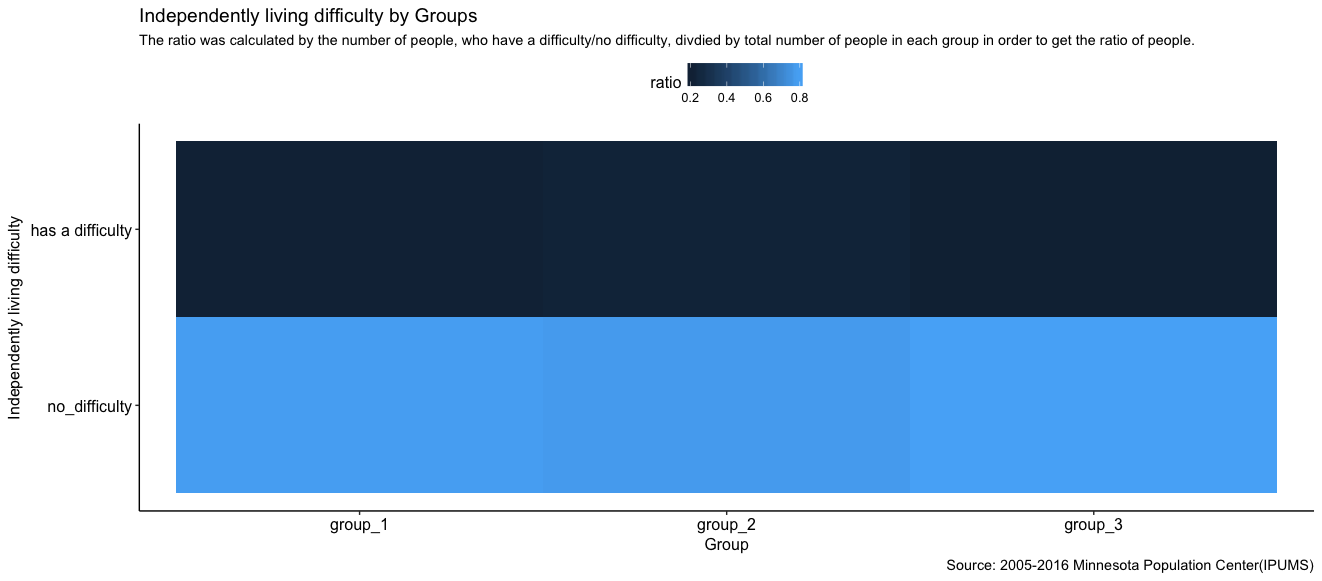 Independently living difficulty by Groups
The ratio was calculated by the number of people, who have a difficulty/no difficulty, divdied by total number of people in each group in order to get the ratio of people.
ratio
0.2 0.4 0.6 0.8
Independently living difficulty
has a difficulty
no_difficulty
group_1 group_2 group_3
Group
Source: 2005-2016 Minnesota Population Center(IPUMS)